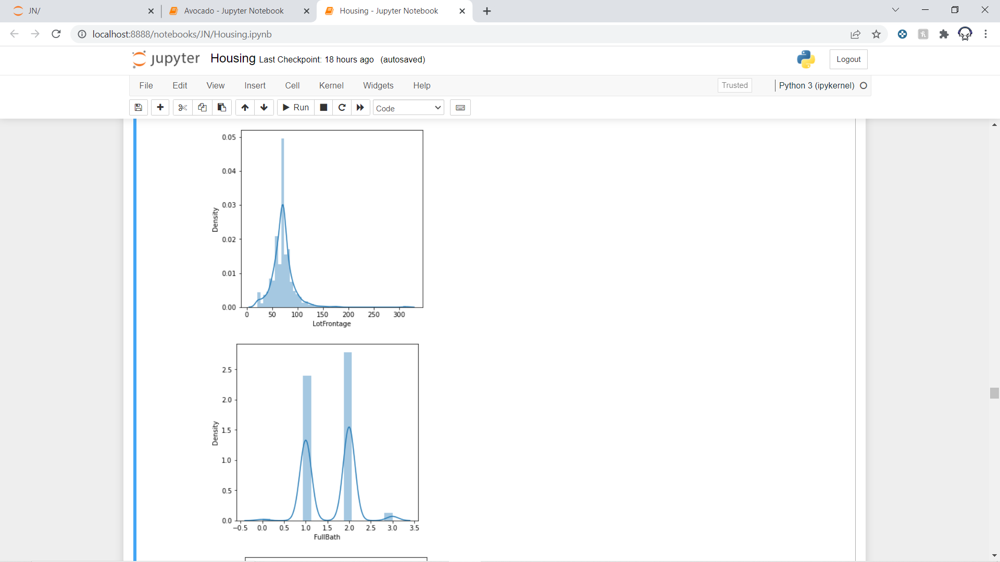 JN/
Avocado - Jupyter Notebook
Housing - Jupyter Notebook
localhost:8888/notebooks/JN/Housing.ipynb
jupyter Housing Last Checkpoint: 18 hours ago (autosaved)
Logout
File Edit View Insert Cell Kernel Widgets Help
Trusted
Python 3 (ipykernel)
Run
Code
0.05
0.04
0.03
0.02
0.01
0.00
Density
0 50 100 150 200 250 300
LotFrontage
2.5
2.0
1.5
1.0
0.5
0.0
Density
−0.5 0.0 0.5 1.0 1.5 2.0 2.5 3.0 3.5
FullBath